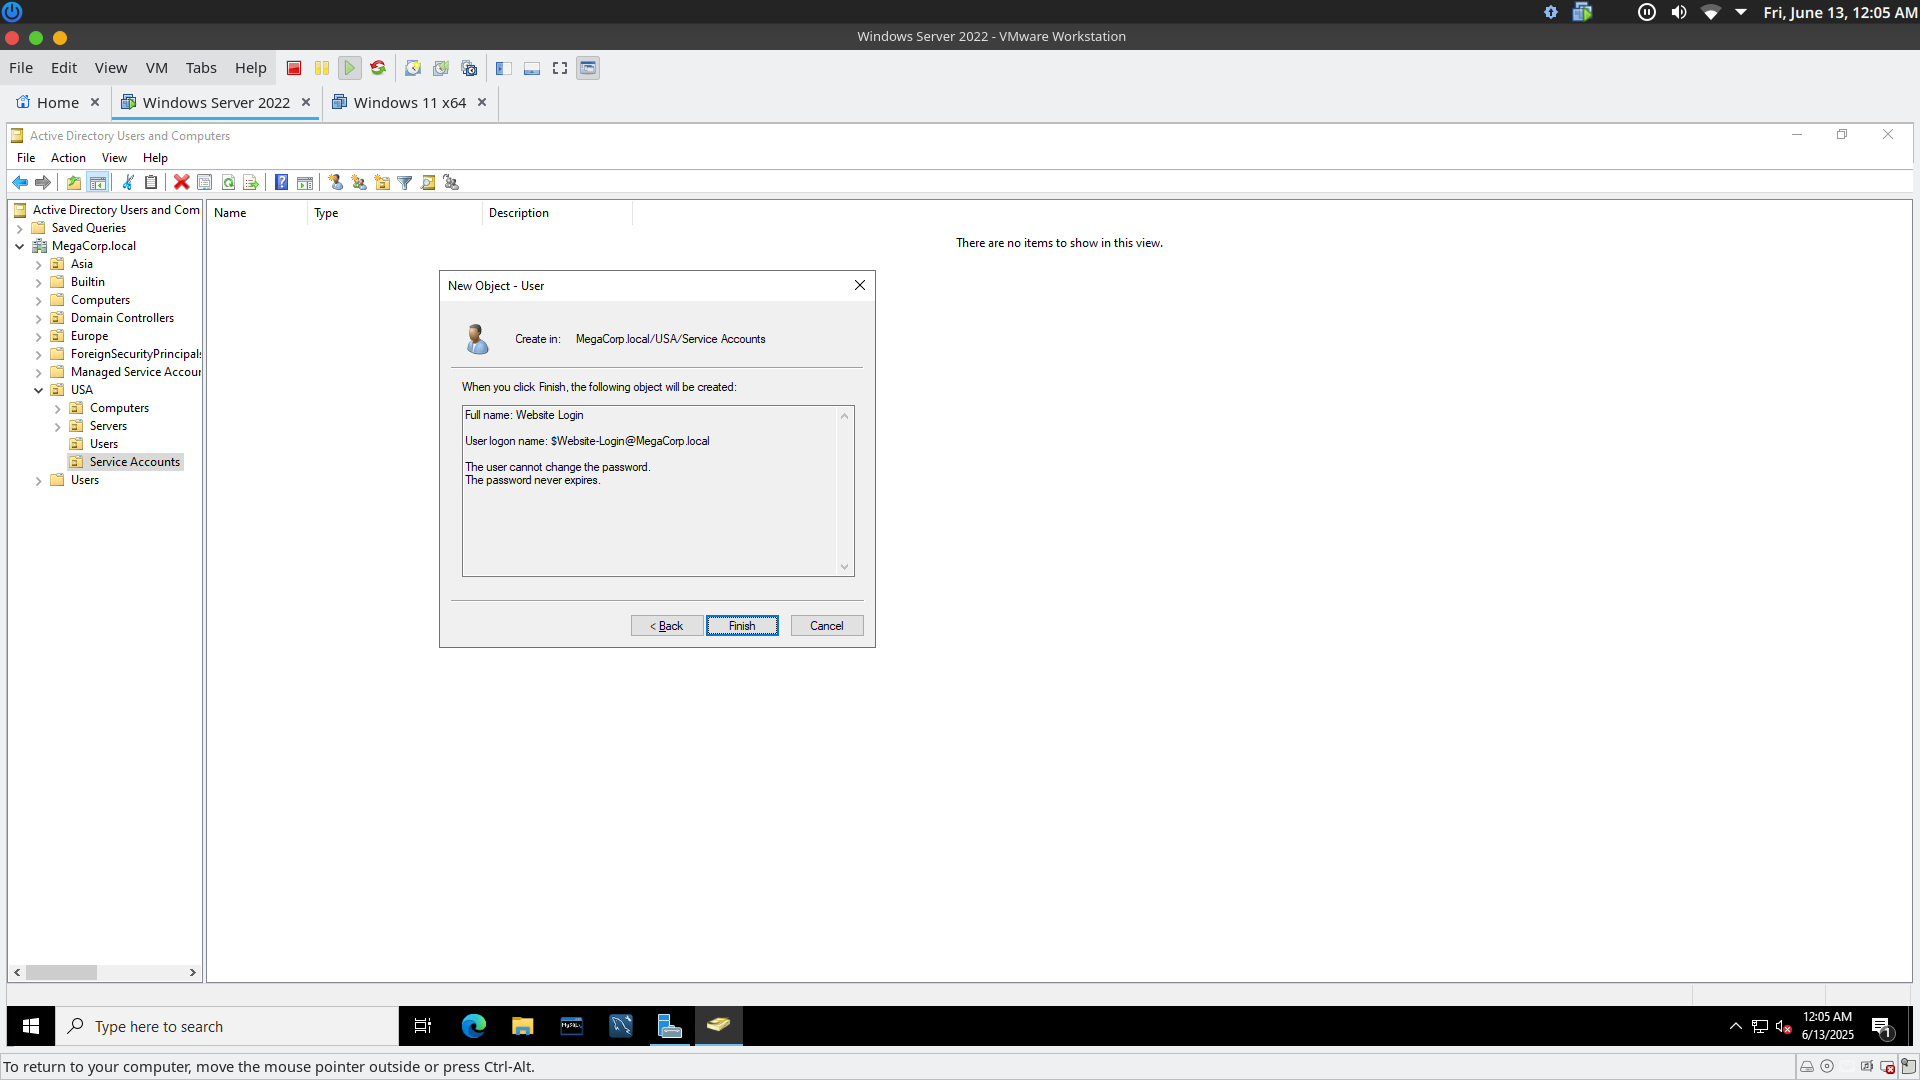 Fri, June 13, 12:05 AM
Windows Server 2022 - VMware Workstation
File Edit View VM Tabs Help
Home Windows Server 2022 Windows 11 x64
Active Directory Users and Computers
File Action View Help
Active Directory Users and Com
Saved Queries
MegaCorp.local
Asia
Builtin
Computers
Domain Controllers
Europe
ForeignSecurityPrincipals
Managed Service Accour
USA
Computers
Servers
Users
Service Accounts
Users
Name Type Description
There are no items to show in this view.
New Object - User
Create in: MegaCorp.local/USA/Service Accounts
When you click Finish, the following object will be created:
Full name: Website Login
User logon name: $Website-Login@MegaCorp.local
The user cannot change the password.
The password never expires.
< Back Finish Cancel
Type here to search
MySQL
12:05 AM
6/13/2025
1
To return to your computer, move the mouse pointer outside or press Ctrl-Alt.